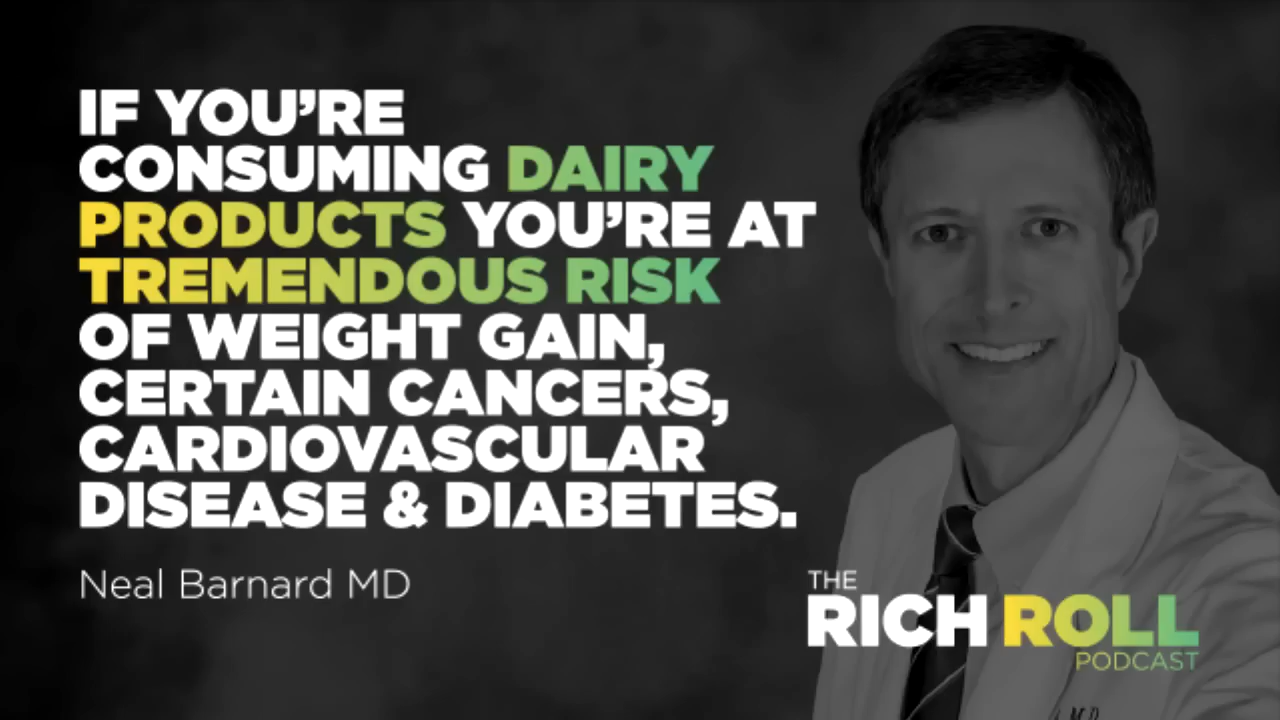 IF YOU'RE
CONSUMING DAIRY
PRODUCTS YOU'RE AT
TREMENDOUS RISK
OF WEIGHT GAIN,
CERTAIN CANCERS,
CARDIOVASCULAR
DISEASE & DIABETES.
Neal Barnard MD
THE
RICH ROLL
PODCAST
M.D.